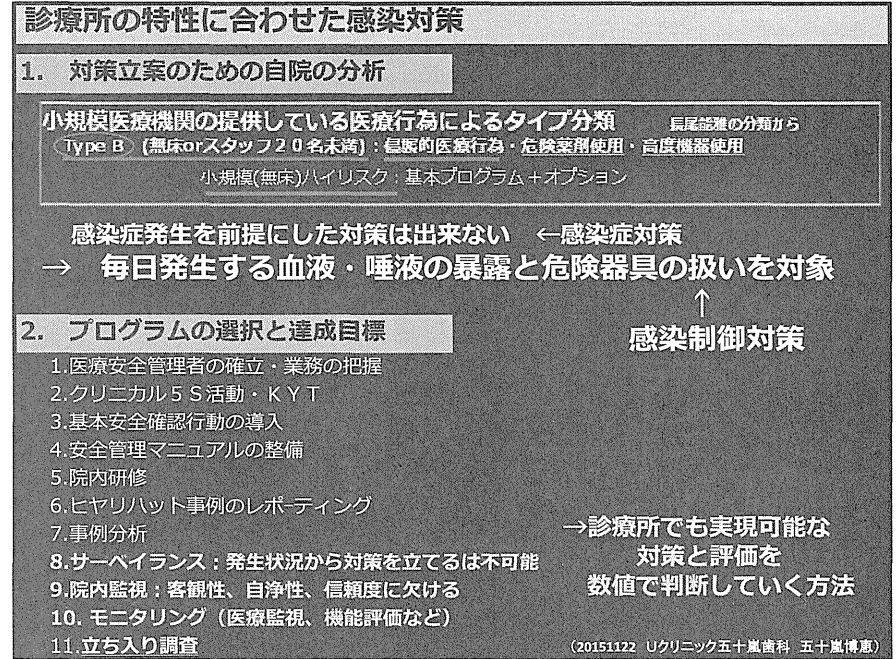 診療所の特性に合わせた感染対策
1. 対策立案のための自院の分析
小規模医療機関の提供している医療行為によるタイプ分類 長尾能雅の分類から
Type B (無床orスタッフ20名未満):侵襲的医療行為・危険薬剤使用・高度機器使用
小規模(無床)ハイリスク:基本プログラム+オプション
感染症発生を前提にした対策は出来ない ←感染症対策
→ 毎日発生する血液・唾液の暴露と危険器具の扱いを対象
↑
感染制御対策
2. プログラムの選択と達成目標
1.医療安全管理者の確立・業務の把握
2.クリニカル5S活動・KYT
3.基本安全確認行動の導入
4.安全管理マニュアルの整備
5.院内研修
6.ヒヤリハット事例のレポーティング
7.事例分析
8.サーベイランス:発生状況から対策を立てるは不可能
9.院内監視:客観性、自浄性、信頼度に欠ける
10. モニタリング(医療監視、機能評価など)
11.立ち入り調査
→診療所でも実現可能な
対策と評価を
数値で判断していく方法
(20151122 Uクリニック五十嵐歯科 五十嵐博恵)